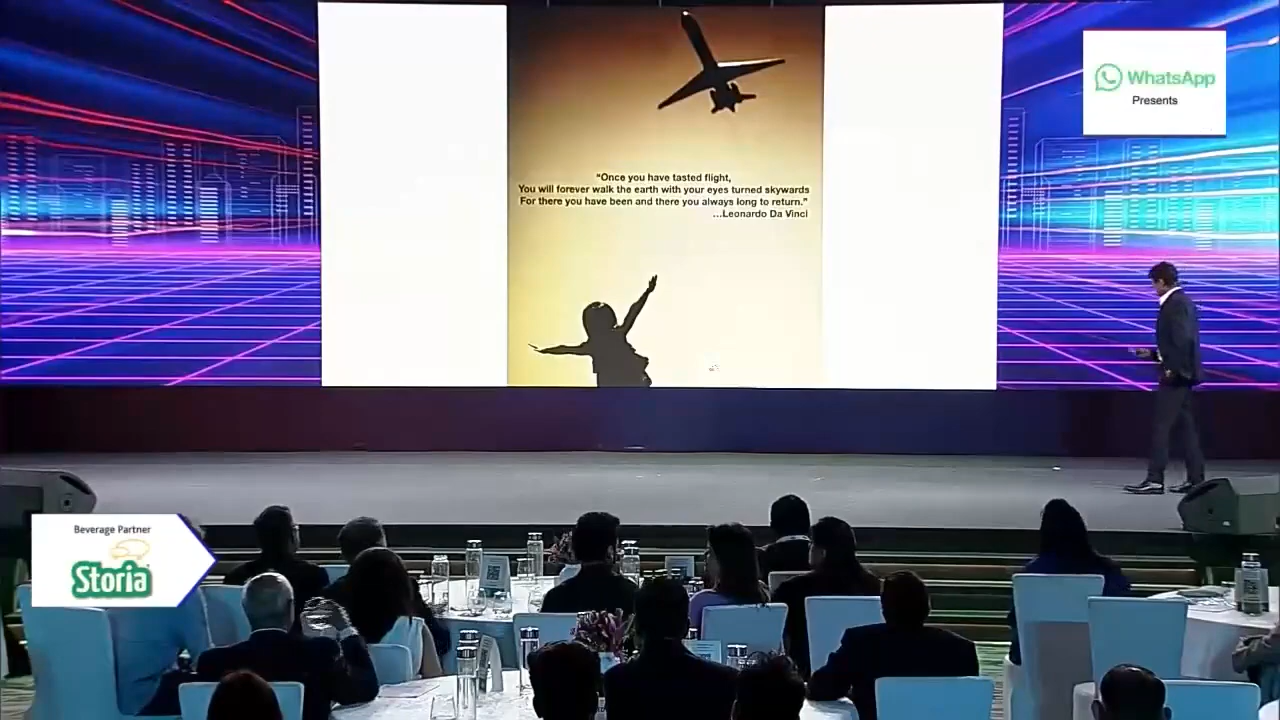 WhatsApp
Presents
“Once you have tasted flight,
You will forever walk the earth with your eyes turned skywards
For there you have been and there you always long to return.”
...Leonardo Da Vinci
Beverage Partner
Storia